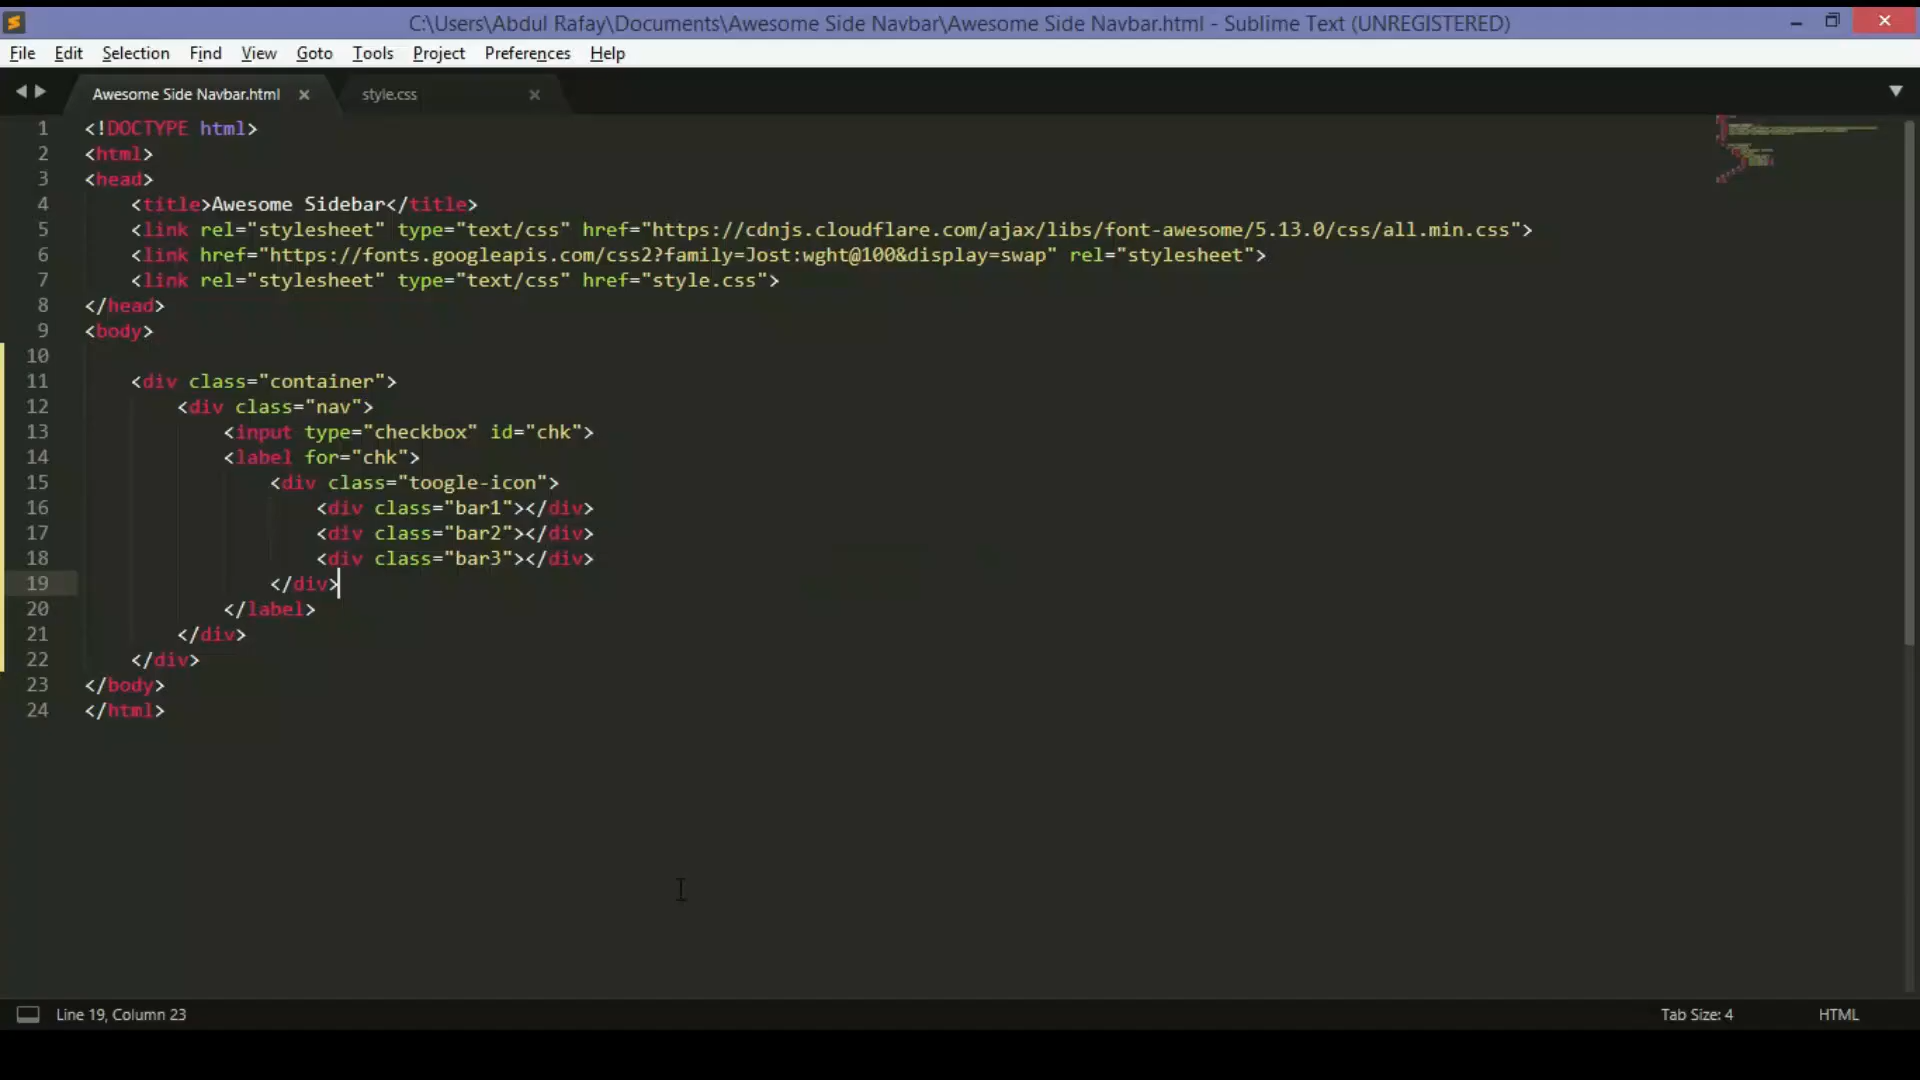 C:\Users\Abdul Rafay\Documents\Awesome Side Navbar\Awesome Side Navbar.html - Sublime Text (UNREGISTERED)
File Edit Selection Find View Goto Tools Project Preferences Help
Awesome Side Navbar.html style.css
1 <!DOCTYPE html>
2 <html>
3 <head>
4 <title>Awesome Sidebar</title>
5 <link rel="stylesheet" type="text/css" href="https://cdnjs.cloudflare.com/ajax/libs/font-awesome/5.13.0/css/all.min.css">
6 <link href="https://fonts.googleapis.com/css2?family=Jost:wght@100&display=swap" rel="stylesheet">
7 <link rel="stylesheet" type="text/css" href="style.css">
8 </head>
9 <body>
10
11 <div class="container">
12 <div class="nav">
13 <input type="checkbox" id="chk">
14 <label for="chk">
15 <div class="toogle-icon">
16 <div class="bar1"></div>
17 <div class="bar2"></div>
18 <div class="bar3"></div>
19 </div>
20 </label>
21 </div>
22 </div>
23 </body>
24 </html>
Line 19, Column 23 Tab Size: 4 HTML